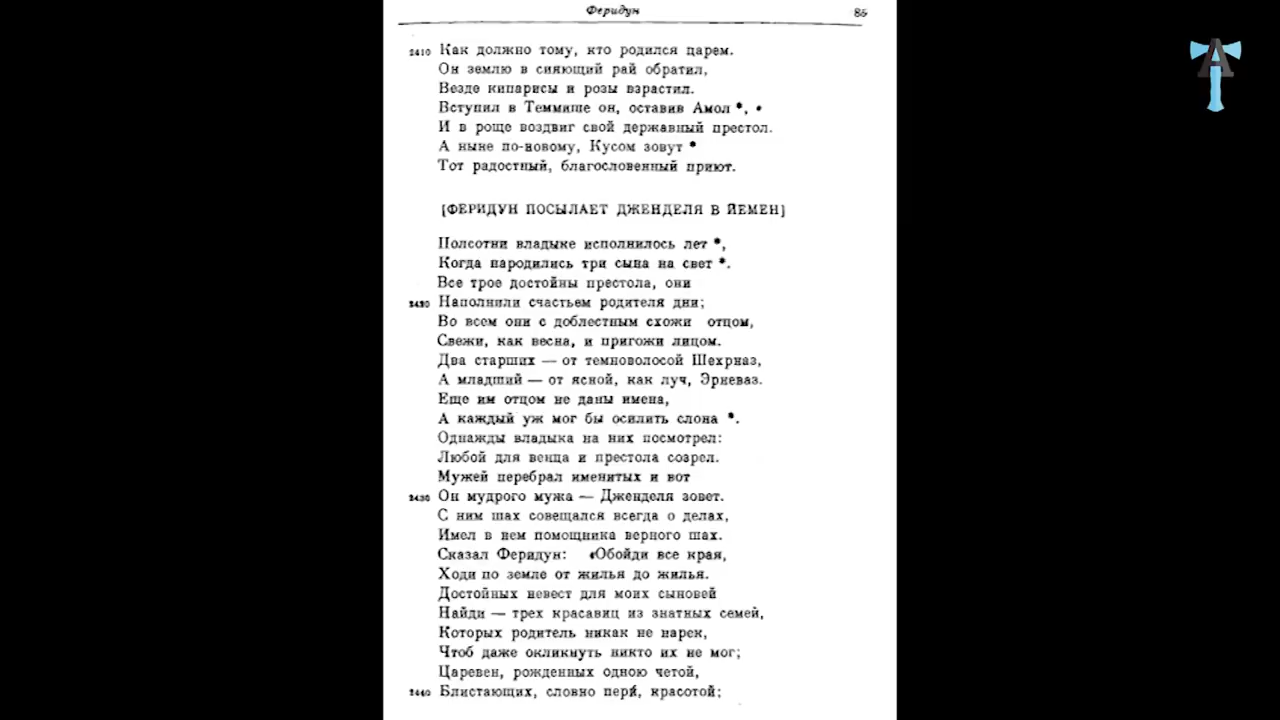 Феридун 85
2410 Как должно тому, кто родился царем.
Он землю в сияющий рай обратил,
Везде кипарисы и розы взрастил.
Вступил в Теммише он, оставив Амол *, •
И в роще воздвиг свой державный престол.
А ныне по-новому, Кусом зовут *
Тот радостный, благословенный приют.
[ФЕРИДУН ПОСЫЛАЕТ ДЖЕНДЕЛЯ В ЙЕМЕН]
Полсотни владыке исполнилось лет *,
Когда народились три сына на свет *.
Все трое достойны престола, они
2420 Наполнили счастьем родителя дни;
Во всем они с доблестным схожи отцом,
Свежи, как весна, и пригожи лицом.
Два старших — от темноволосой Шехрназ,
А младший — от ясной, как луч, Эрневаз.
Еще им отцом не даны имена,
А каждый уж мог бы осилить слона *.
Однажды владыка на них посмотрел:
Любой для венца и престола созрел.
Мужей перебрал именитых и вот
2430 Он мудрого мужа — Дженделя зовет.
С ним шах совещался всегда о делах,
Имел в нем помощника верного шах.
Сказал Феридун: «Обойди все края,
Ходи по земле от жилья до жилья.
Достойных невест для моих сыновей
Найди — трех красавиц из знатных семей,
Которых родитель никак не нарек,
Чтоб даже окликнуть никто их не мог;
Царевен, рожденных одною четой,
2440 Блистающих, словно пери́, красотой;